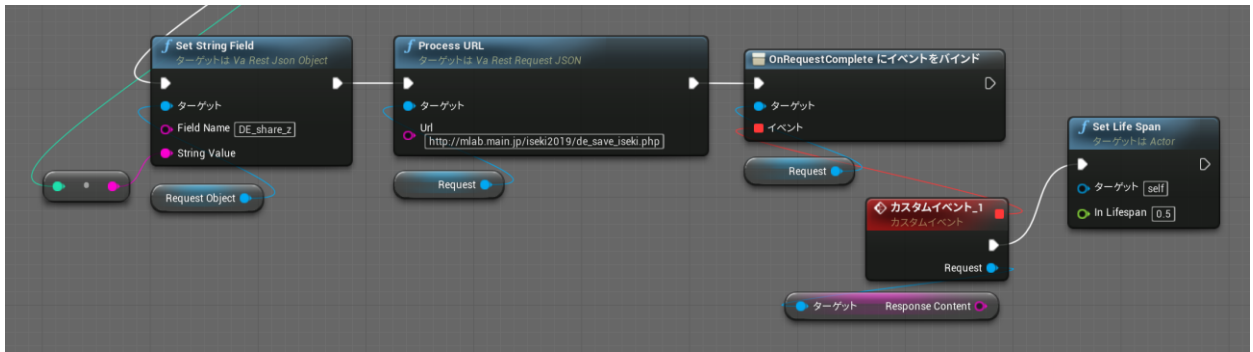 Set String Field
ターゲットは Va Rest Json Object
ターゲット
Field Name DE_share_z
String Value
Request Object
Process URL
ターゲットは Va Rest Request JSON
ターゲット
Url
http://mlab.main.jp/iseki2019/de_save_iseki.php
Request
OnRequestComplete にイベントをバインド
ターゲット
イベント
Request
カスタムイベント_1
カスタムイベント
Request
ターゲット Response Content
Set Life Span
ターゲットは Actor
ターゲット self
In Lifespan 0.5